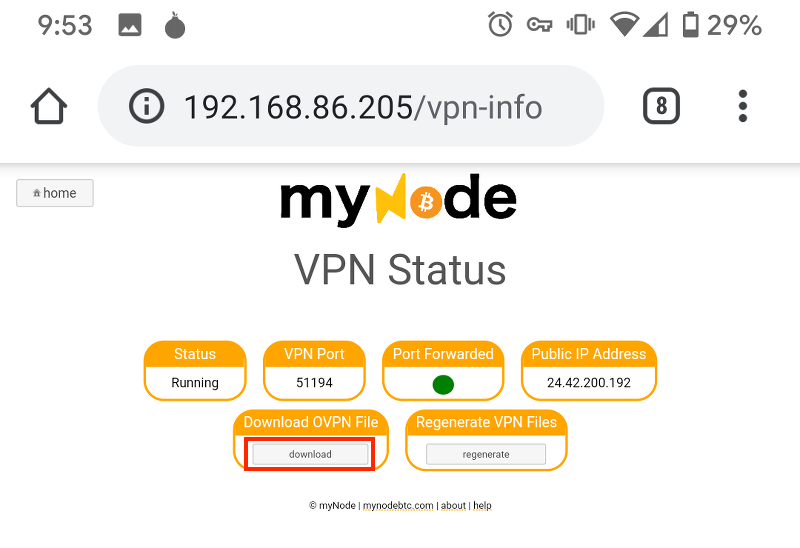 9:53 29%
192.168.86.205/vpn-info 8
home
myNode
VPN Status
Status VPN Port Port Forwarded Public IP Address
Running 51194 24.42.200.192
Download OVPN File Regenerate VPN Files
download regenerate
© myNode | mynodebtc.com | about | help